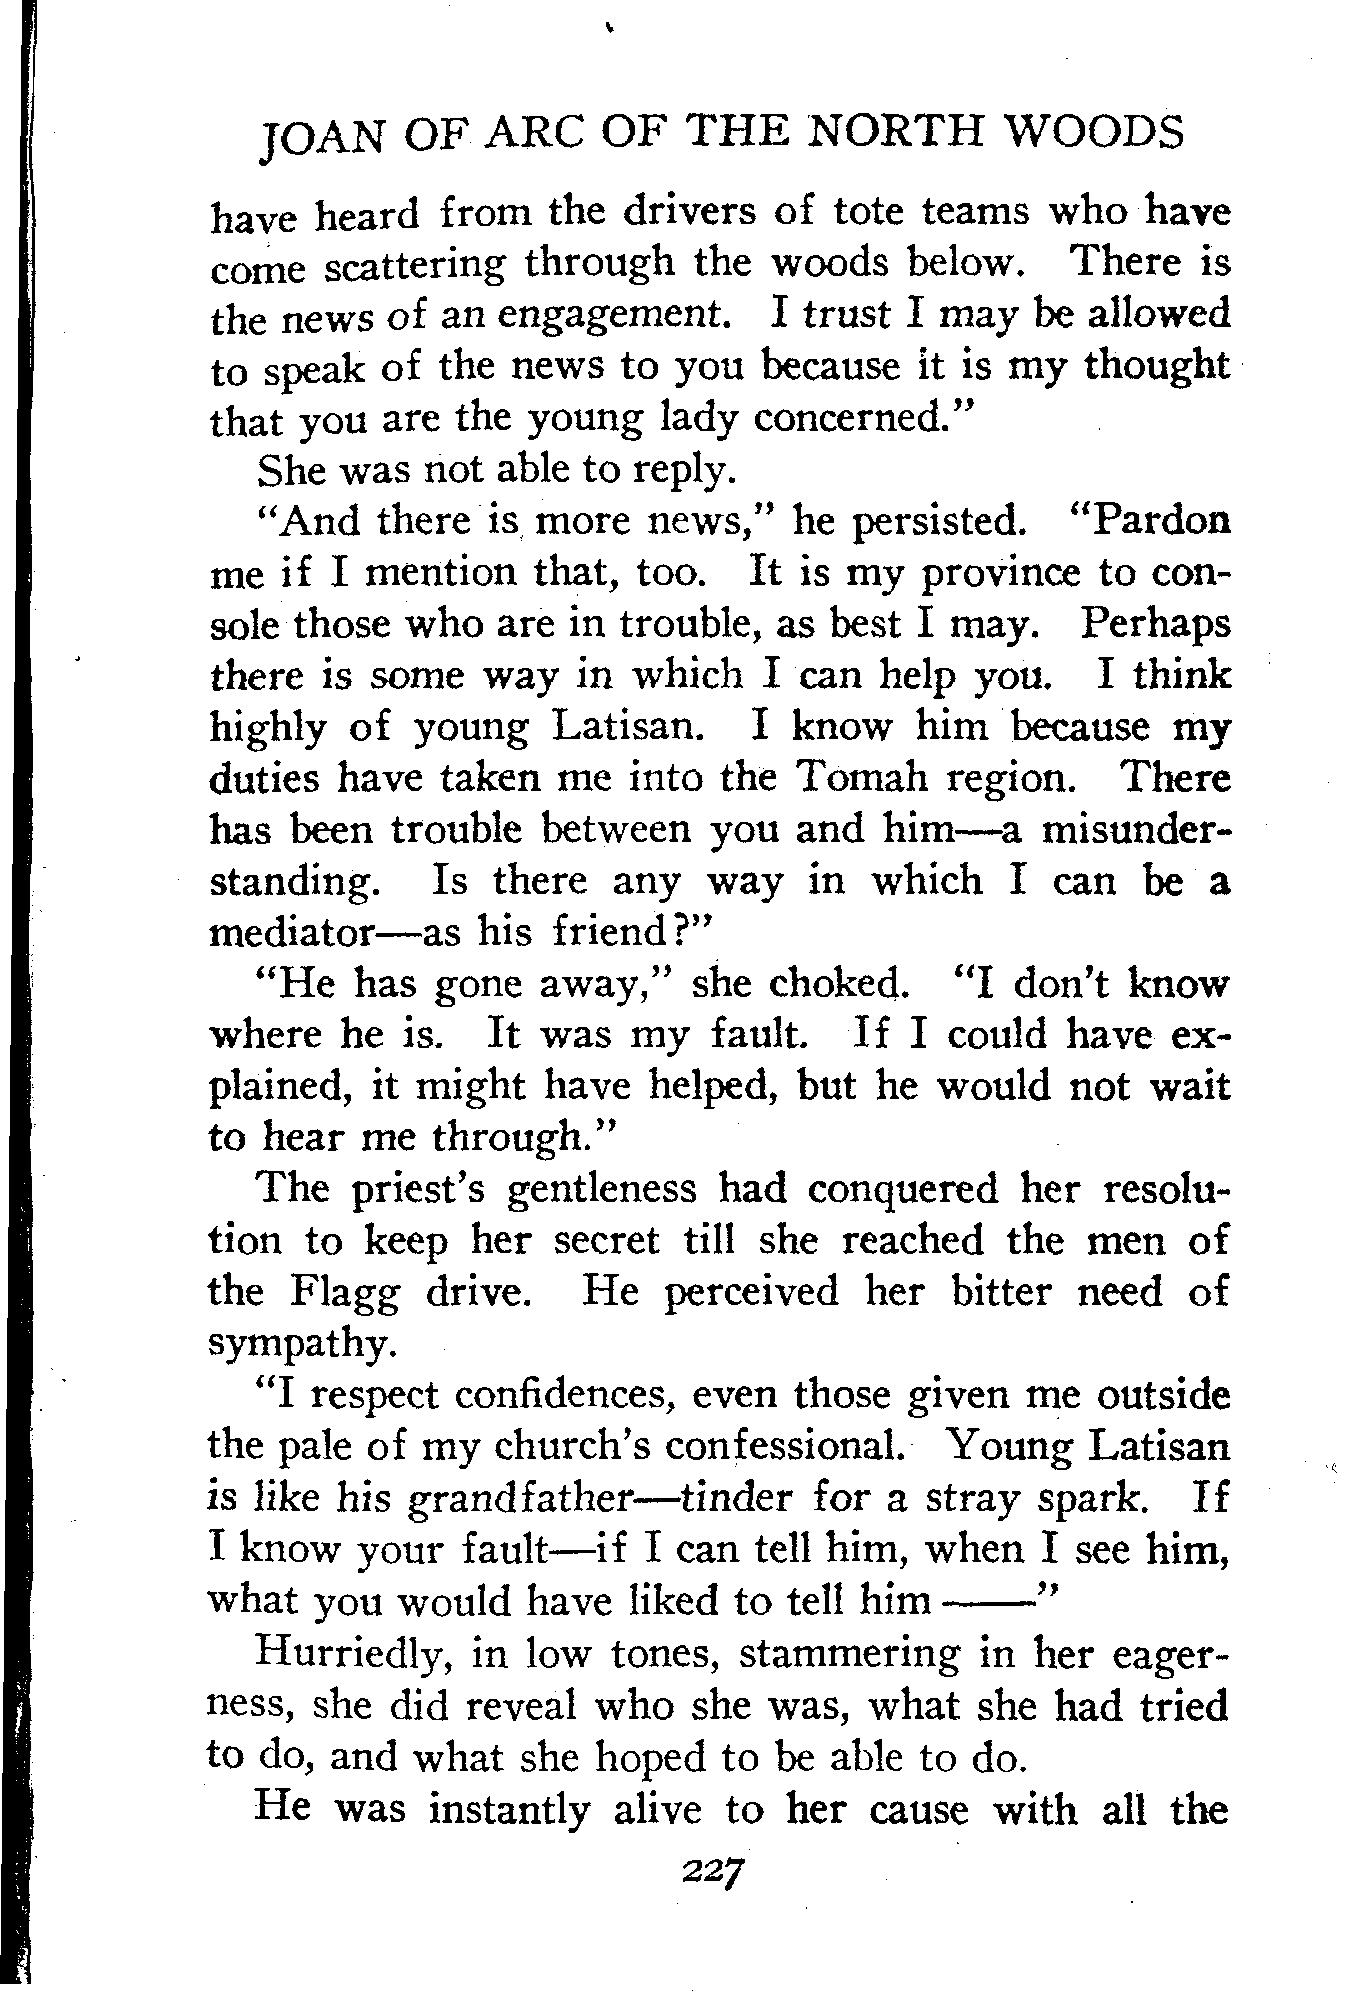 JOAN OF ARC OF THE NORTH WOODS
have heard from the drivers of tote teams who have
come scattering through the woods below. There is
the news of an engagement. I trust I may be allowed
to speak of the news to you because it is my thought
that you are the young lady concerned."
She was not able to reply.
"And there is more news," he persisted. "Pardon
me if I mention that, too. It is my province to con-
sole those who are in trouble, as best I may. Perhaps
there is some way in which I can help you. I think
highly of young Latisan. I know him because my
duties have taken me into the Tomah region. There
has been trouble between you and him—a misunder-
standing. Is there any way in which I can be a
mediator—as his friend?"
"He has gone away," she choked. "I don't know
where he is. It was my fault. If I could have ex-
plained, it might have helped, but he would not wait
to hear me through."
The priest's gentleness had conquered her resolu-
tion to keep her secret till she reached the men of
the Flagg drive. He perceived her bitter need of
sympathy.
"I respect confidences, even those given me outside
the pale of my church's confessional. Young Latisan
is like his grandfather—tinder for a stray spark. If
I know your fault—if I can tell him, when I see him,
what you would have liked to tell him ——"
Hurriedly, in low tones, stammering in her eager-
ness, she did reveal who she was, what she had tried
to do, and what she hoped to be able to do.
He was instantly alive to her cause with all the
227